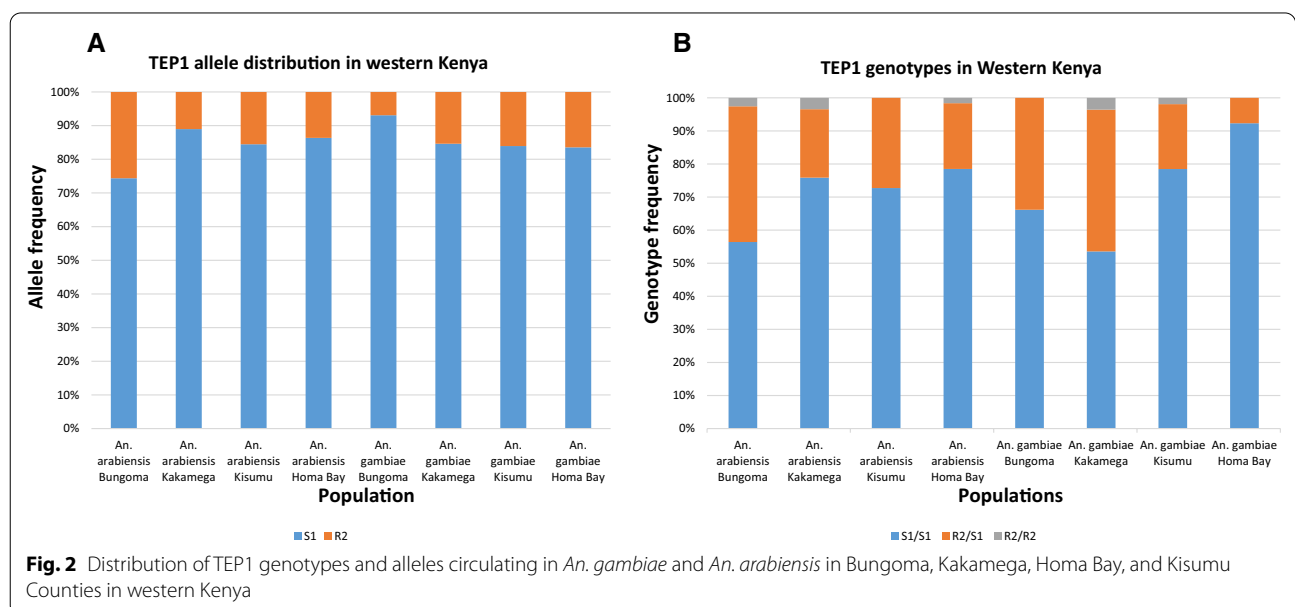 A
TEP1 allele distribution in western Kenya
100%
90%
80%
70%
60%
50%
40%
30%
20%
10%
0%
Allele frequency
An. arabiensis Bungoma
An. arabiensis Kakamega
An. arabiensis Kisumu
An. arabiensis Homa Bay
An. gambiae Bungoma
An. gambiae Kakamega
An. gambiae Kisumu
An. gambiae Homa Bay
Population
S1 R2
B
TEP1 genotypes in Western Kenya
100%
90%
80%
70%
60%
50%
40%
30%
20%
10%
0%
Genotype frequency
An. arabiensis Bungoma
An. arabiensis Kakamega
An. arabiensis Kisumu
An. arabiensis Homa Bay
An. gambiae Bungoma
An. gambiae Kakamega
An. gambiae Kisumu
An. gambiae Homa Bay
Populations
S1/S1 R2/S1 R2/R2
Fig. 2 Distribution of TEP1 genotypes and alleles circulating in An. gambiae and An. arabiensis in Bungoma, Kakamega, Homa Bay, and Kisumu
Counties in western Kenya